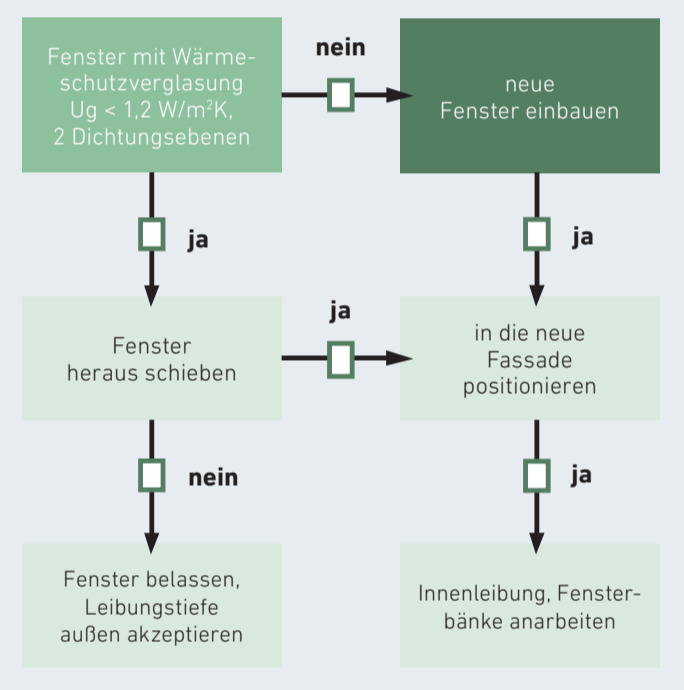 Fenster mit Wärme-
schutzverglasung
Ug < 1,2 W/m²K,
2 Dichtungsebenen
nein
neue
Fenster einbauen
ja
ja
Fenster
heraus schieben
ja
in die neue
Fassade
positionieren
nein
ja
Fenster belassen,
Leibungstiefe
außen akzeptieren
Innenleibung, Fenster-
bänke anarbeiten